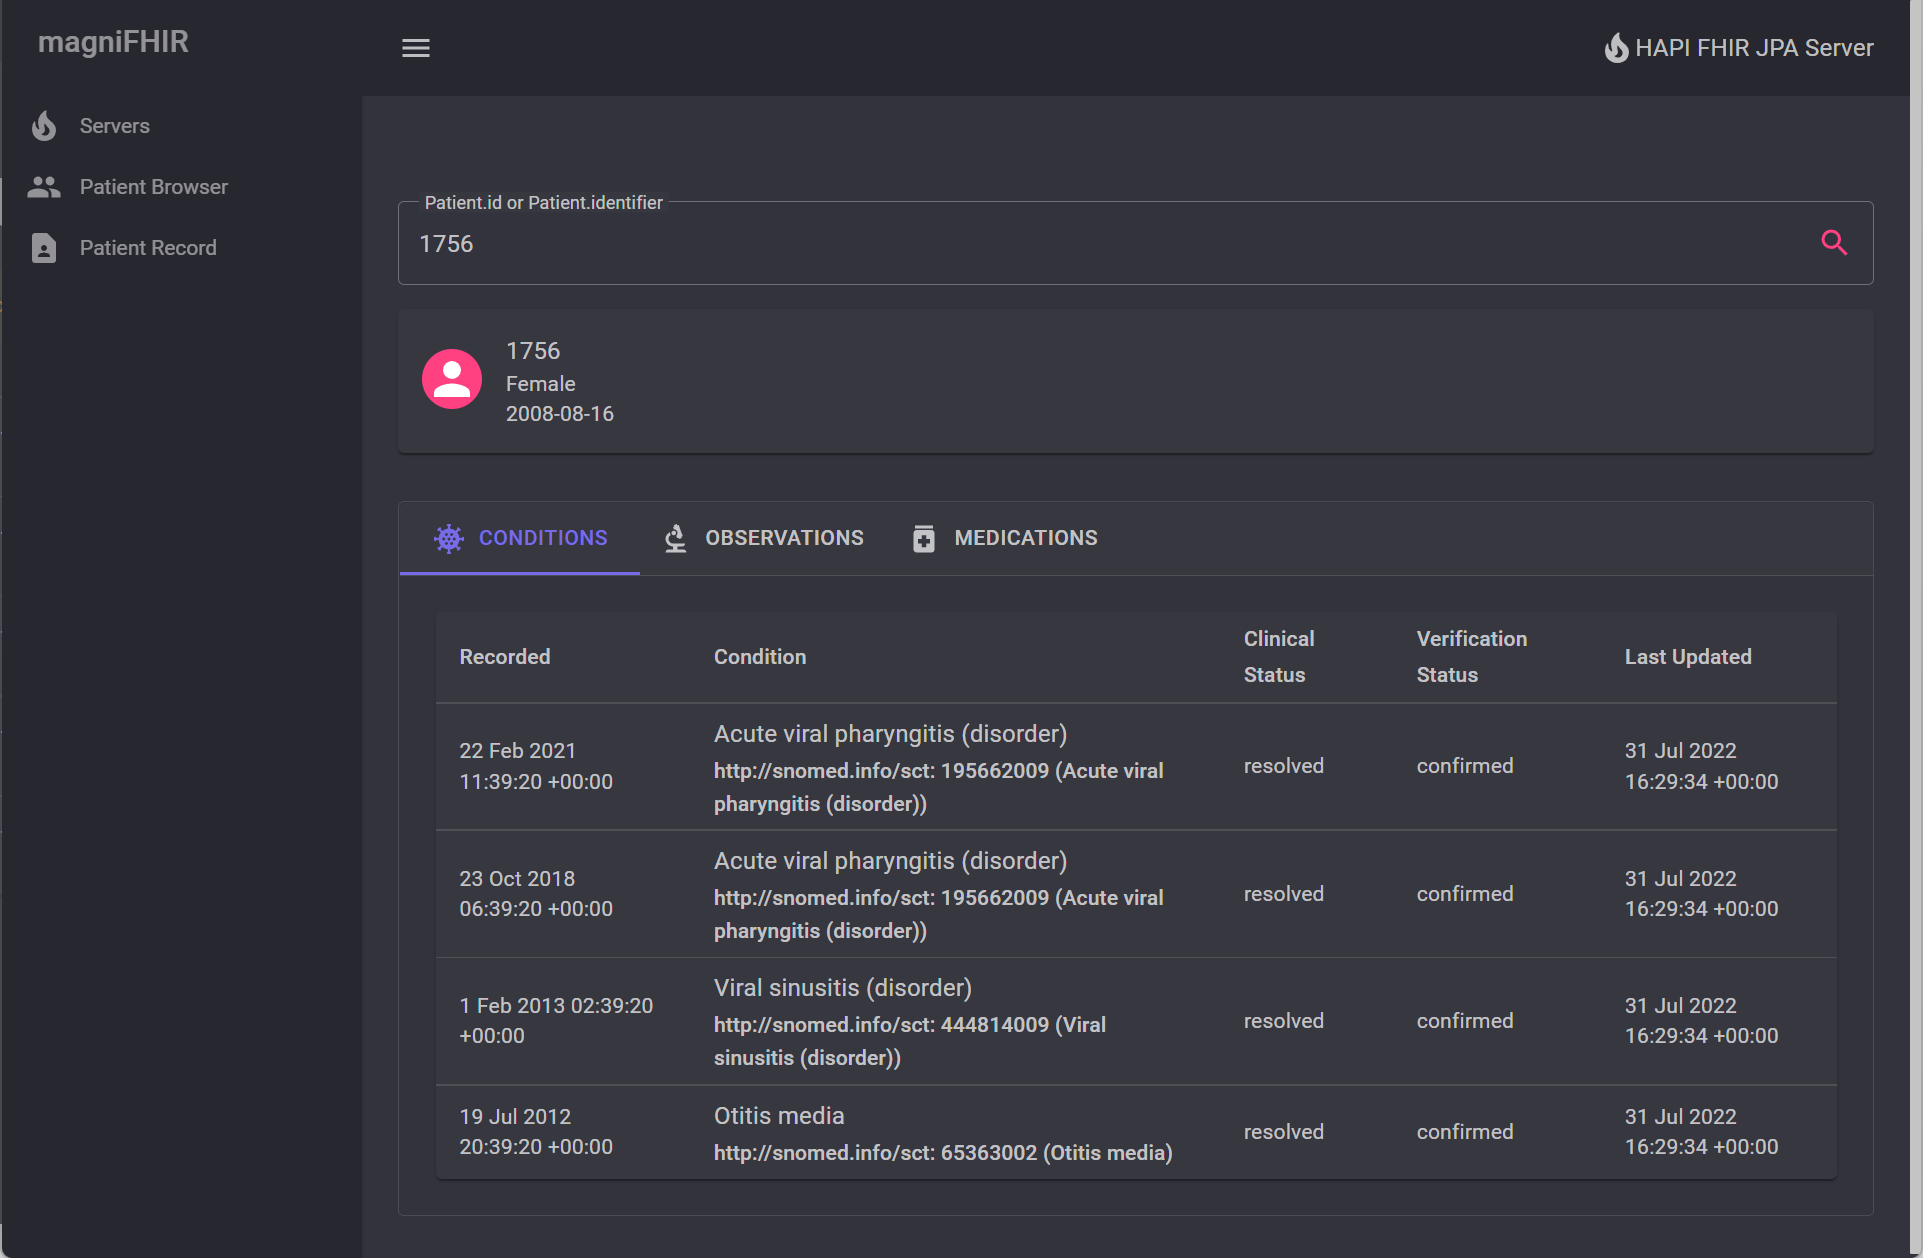 magniFHIR
HAPI FHIR JPA Server
Servers
Patient Browser
Patient Record
Patient.id or Patient.identifier
1756
1756
Female
2008-08-16
CONDITIONS
OBSERVATIONS
MEDICATIONS
Recorded
Condition
Clinical
Status
Verification
Status
Last Updated
22 Feb 2021
11:39:20 +00:00
Acute viral pharyngitis (disorder)
http://snomed.info/sct: 195662009 (Acute viral
pharyngitis (disorder))
resolved
confirmed
31 Jul 2022
16:29:34 +00:00
23 Oct 2018
06:39:20 +00:00
Acute viral pharyngitis (disorder)
http://snomed.info/sct: 195662009 (Acute viral
pharyngitis (disorder))
resolved
confirmed
31 Jul 2022
16:29:34 +00:00
1 Feb 2013 02:39:20
+00:00
Viral sinusitis (disorder)
http://snomed.info/sct: 444814009 (Viral
sinusitis (disorder))
resolved
confirmed
31 Jul 2022
16:29:34 +00:00
19 Jul 2012
20:39:20 +00:00
Otitis media
http://snomed.info/sct: 65363002 (Otitis media)
resolved
confirmed
31 Jul 2022
16:29:34 +00:00